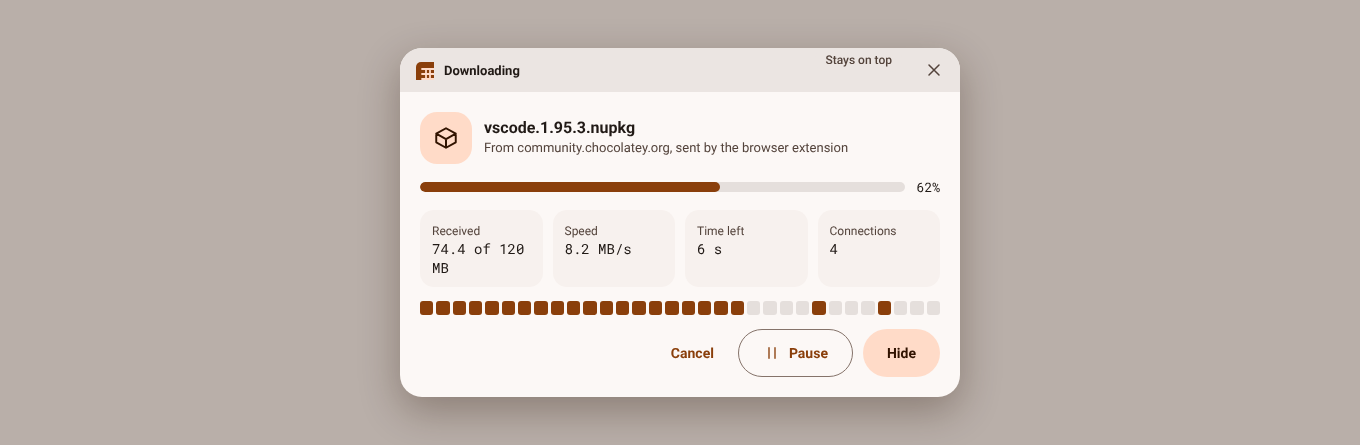 Downloading
Stays on top
vscode.1.95.3.nupkg
From community.chocolatey.org, sent by the browser extension
62%
Received
74.4 of 120
MB
Speed
8.2 MB/s
Time left
6 s
Connections
4
Cancel
Pause
Hide